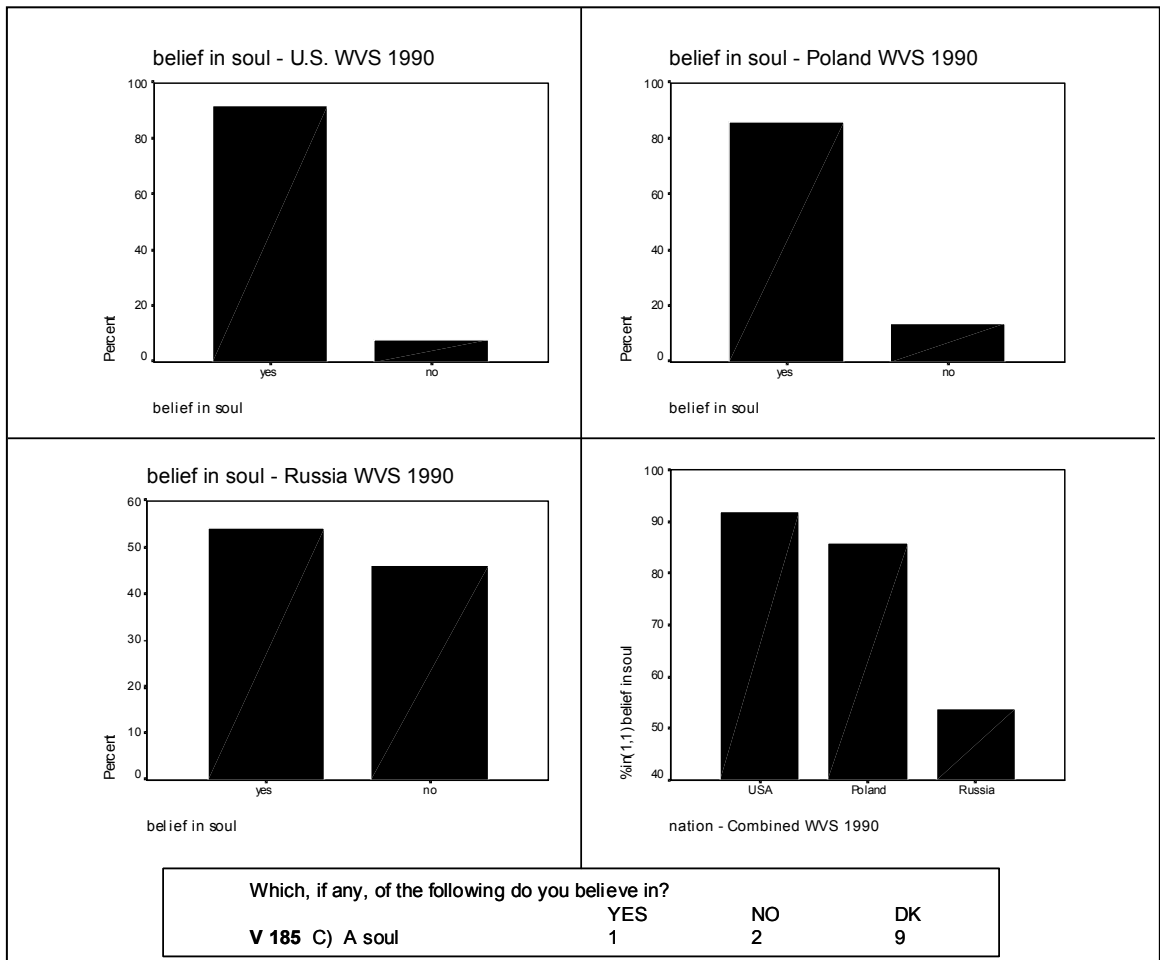 belief in soul - U.S. WVS 1990
100
80
60
40
20
0
Percent
yes no
belief in soul
belief in soul - Poland WVS 1990
100
80
60
40
20
0
Percent
yes no
belief in soul
belief in soul - Russia WVS 1990
60
50
40
30
20
10
0
Percent
yes no
belief in soul
100
90
80
70
60
50
40
%in(1,1) belief in soul
USA Poland Russia
nation - Combined WVS 1990
Which, if any, of the following do you believe in?
YES NO DK
V 185 C) A soul 1 2 9